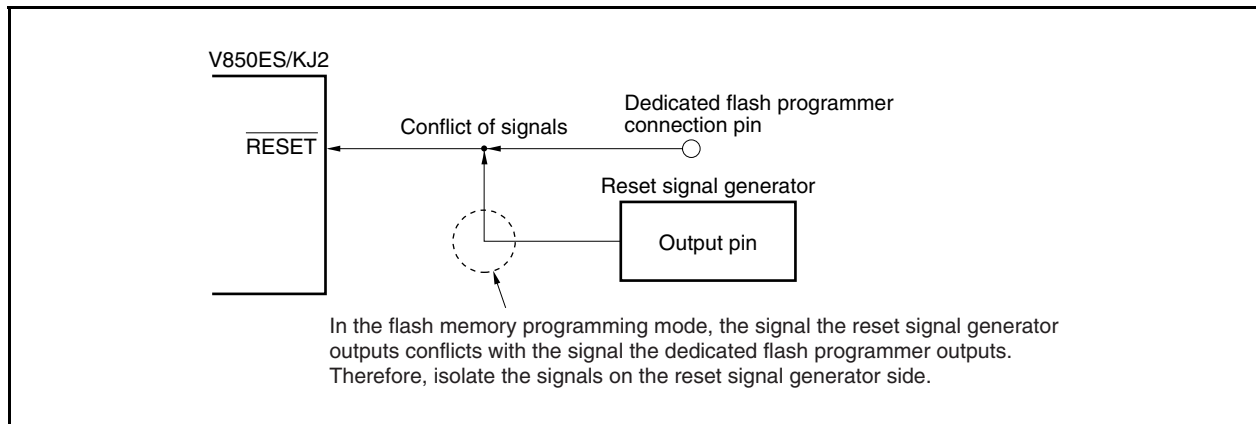 V850ES/KJ2
Dedicated flash programmer
connection pin
Conflict of signals
RESET
Reset signal generator
Output pin
In the flash memory programming mode, the signal the reset signal generator
outputs conflicts with the signal the dedicated flash programmer outputs.
Therefore, isolate the signals on the reset signal generator side.